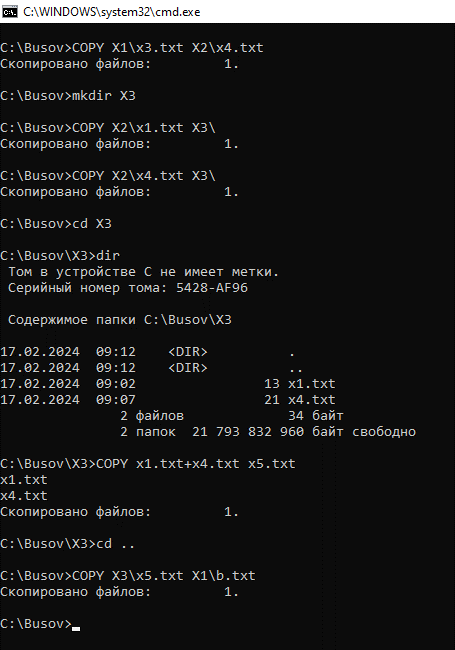 C:\WINDOWS\system32\cmd.exe
C:\Busov>COPY X1\x3.txt X2\x4.txt
Скопировано файлов:         1.
C:\Busov>mkdir X3
C:\Busov>COPY X2\x1.txt X3\
Скопировано файлов:         1.
C:\Busov>COPY X2\x4.txt X3\
Скопировано файлов:         1.
C:\Busov>cd X3
C:\Busov\X3>dir
 Том в устройстве C не имеет метки.
 Серийный номер тома: 5428-AF96
 Содержимое папки C:\Busov\X3
17.02.2024  09:12    <DIR>          .
17.02.2024  09:12    <DIR>          ..
17.02.2024  09:02                13 x1.txt
17.02.2024  09:07                21 x4.txt
               2 файлов             34 байт
               2 папок  21 793 832 960 байт свободно
C:\Busov\X3>COPY x1.txt+x4.txt x5.txt
x1.txt
x4.txt
Скопировано файлов:         1.
C:\Busov\X3>cd ..
C:\Busov>COPY X3\x5.txt X1\b.txt
Скопировано файлов:         1.
C:\Busov>